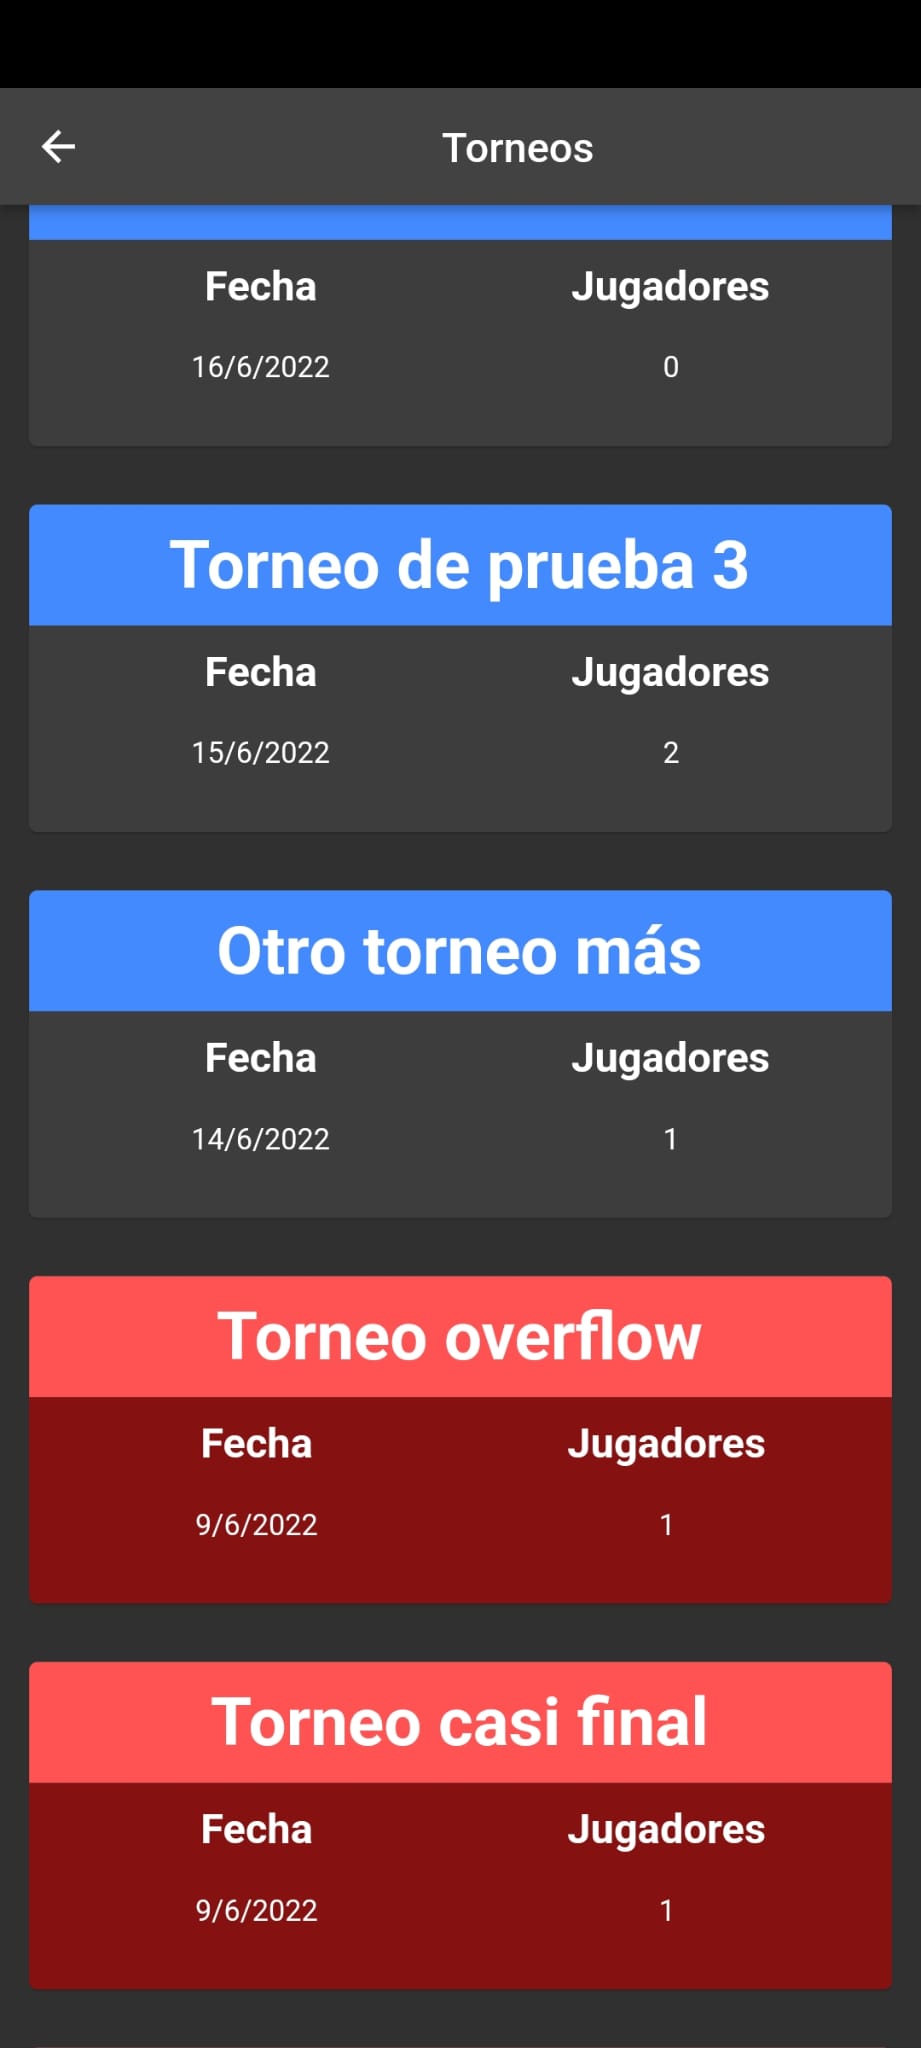 Torneos
Fecha Jugadores
16/6/2022 0
Torneo de prueba 3
Fecha Jugadores
15/6/2022 2
Otro torneo más
Fecha Jugadores
14/6/2022 1
Torneo overflow
Fecha Jugadores
9/6/2022 1
Torneo casi final
Fecha Jugadores
9/6/2022 1